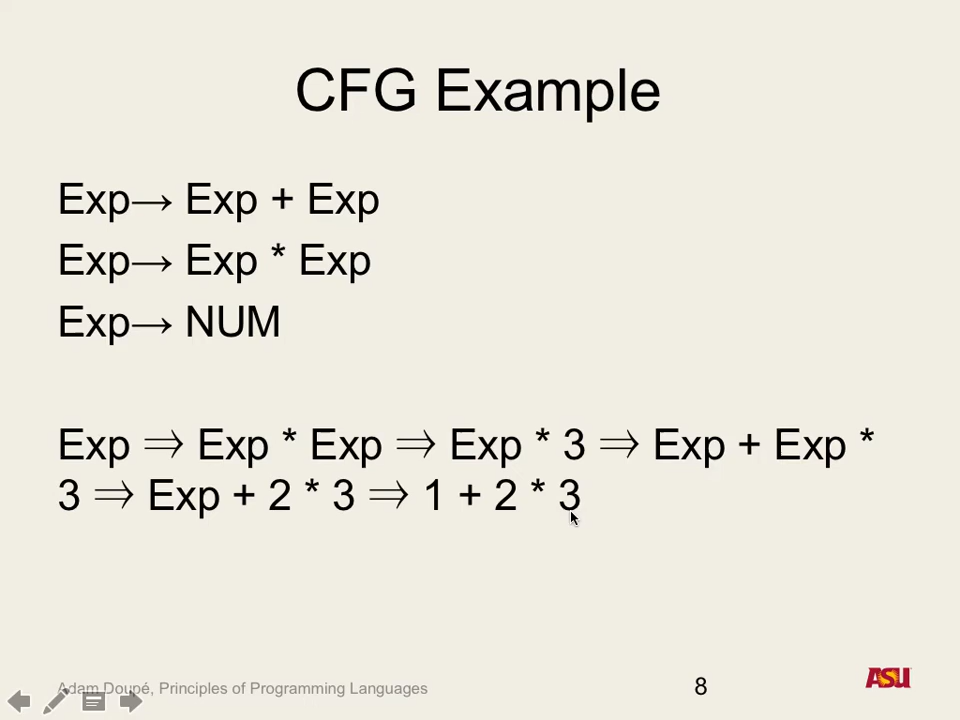 CFG Example
Exp→ Exp + Exp
Exp→ Exp * Exp
Exp→ NUM
Exp ⇒ Exp * Exp ⇒ Exp * 3 ⇒ Exp + Exp *
3 ⇒ Exp + 2 * 3 ⇒ 1 + 2 * 3
Adam Doupé, Principles of Programming Languages
8
ASU